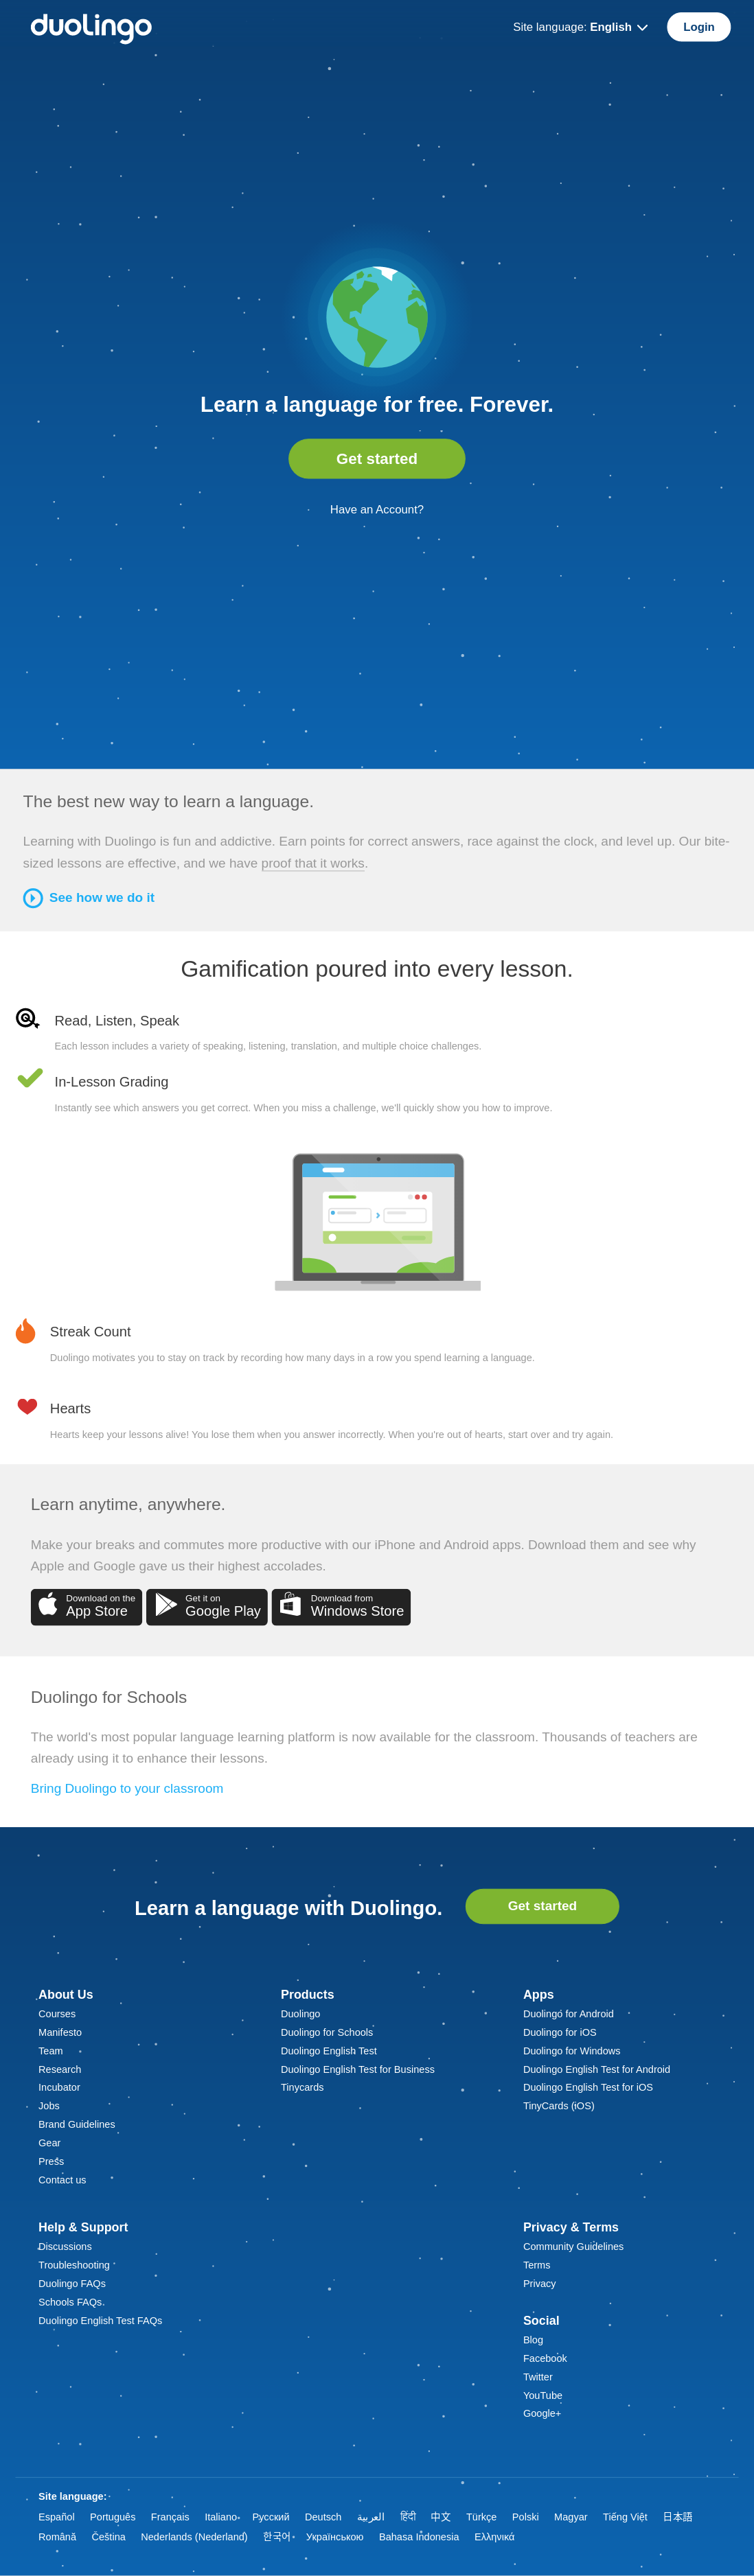 duolingo
Site language: English
Login
Learn a language for free. Forever.
Get started
Have an Account?
The best new way to learn a language.
Learning with Duolingo is fun and addictive. Earn points for correct answers, race against the clock, and level up. Our bite-
sized lessons are effective, and we have proof that it works.
See how we do it
Gamification poured into every lesson.
Read, Listen, Speak
Each lesson includes a variety of speaking, listening, translation, and multiple choice challenges.
In-Lesson Grading
Instantly see which answers you get correct. When you miss a challenge, we'll quickly show you how to improve.
Streak Count
Duolingo motivates you to stay on track by recording how many days in a row you spend learning a language.
Hearts
Hearts keep your lessons alive! You lose them when you answer incorrectly. When you're out of hearts, start over and try again.
Learn anytime, anywhere.
Make your breaks and commutes more productive with our iPhone and Android apps. Download them and see why
Apple and Google gave us their highest accolades.
Download on the
App Store
Get it on
Google Play
Download from
Windows Store
Duolingo for Schools
The world's most popular language learning platform is now available for the classroom. Thousands of teachers are
already using it to enhance their lessons.
Bring Duolingo to your classroom
Learn a language with Duolingo.
Get started
About Us
Courses
Manifesto
Team
Research
Incubator
Jobs
Brand Guidelines
Gear
Press
Contact us
Products
Duolingo
Duolingo for Schools
Duolingo English Test
Duolingo English Test for Business
Tinycards
Apps
Duolingo for Android
Duolingo for iOS
Duolingo for Windows
Duolingo English Test for Android
Duolingo English Test for iOS
TinyCards (iOS)
Help & Support
Discussions
Troubleshooting
Duolingo FAQs
Schools FAQs
Duolingo English Test FAQs
Privacy & Terms
Community Guidelines
Terms
Privacy
Social
Blog
Facebook
Twitter
YouTube
Google+
Site language:
Español Português Français Italiano Русский Deutsch العربية हिंदी 中文 Türkçe Polski Magyar Tiếng Việt 日本語
Română Čeština Nederlands (Nederland) 한국어 Українською Bahasa Indonesia Ελληνικά